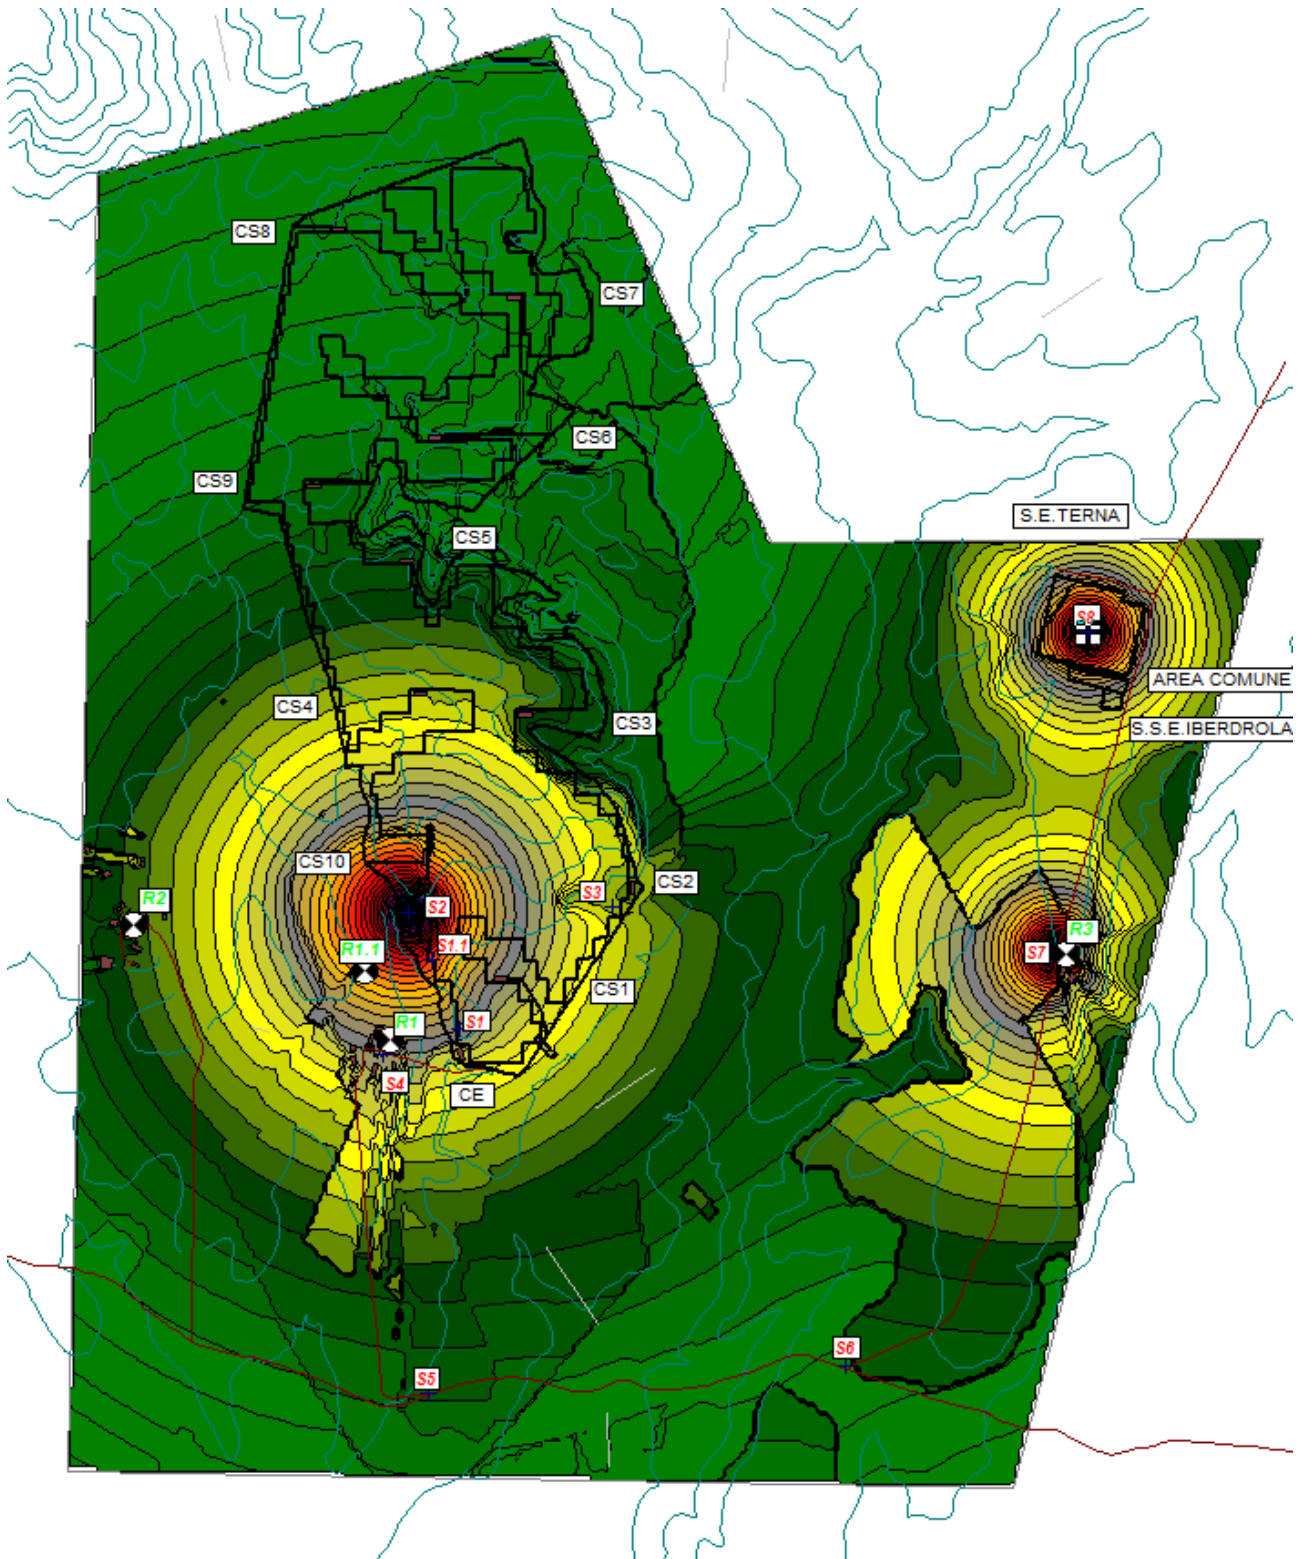 CS8
CS7
CS6
CS9
S.E.TERNA
CS5
S8
AREA COMUNE
CS4
CS3
S.S.E.IBERDROLA
CS10
CS2
S3
R2
S2
R3
S1.1
R1.1
S7
CS1
R1
S1
S4
CE
S6
S5